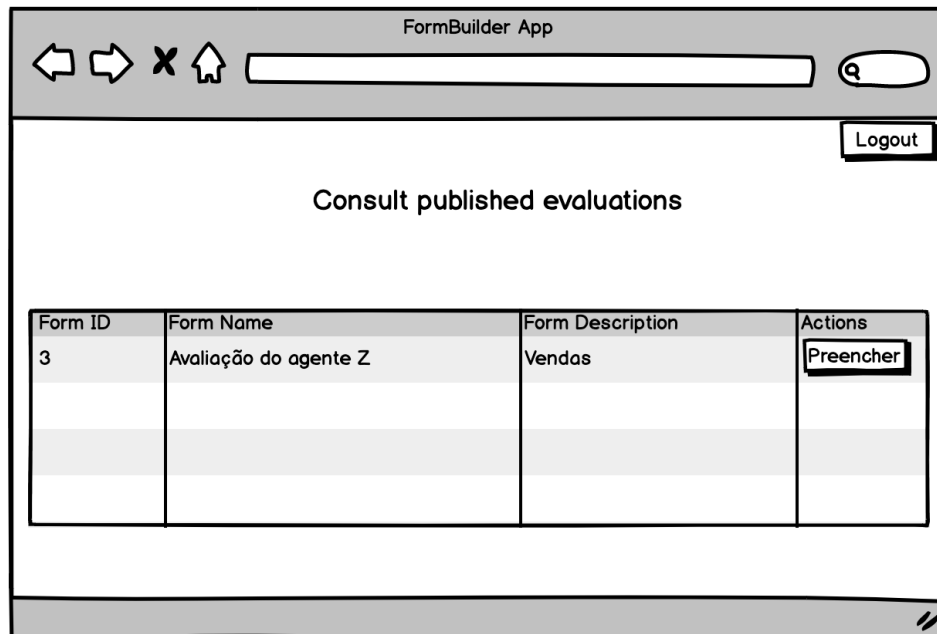 FormBuilder App
Logout
Consult published evaluations
Form ID Form Name Form Description Actions
3 Avaliação do agente Z Vendas Preencher